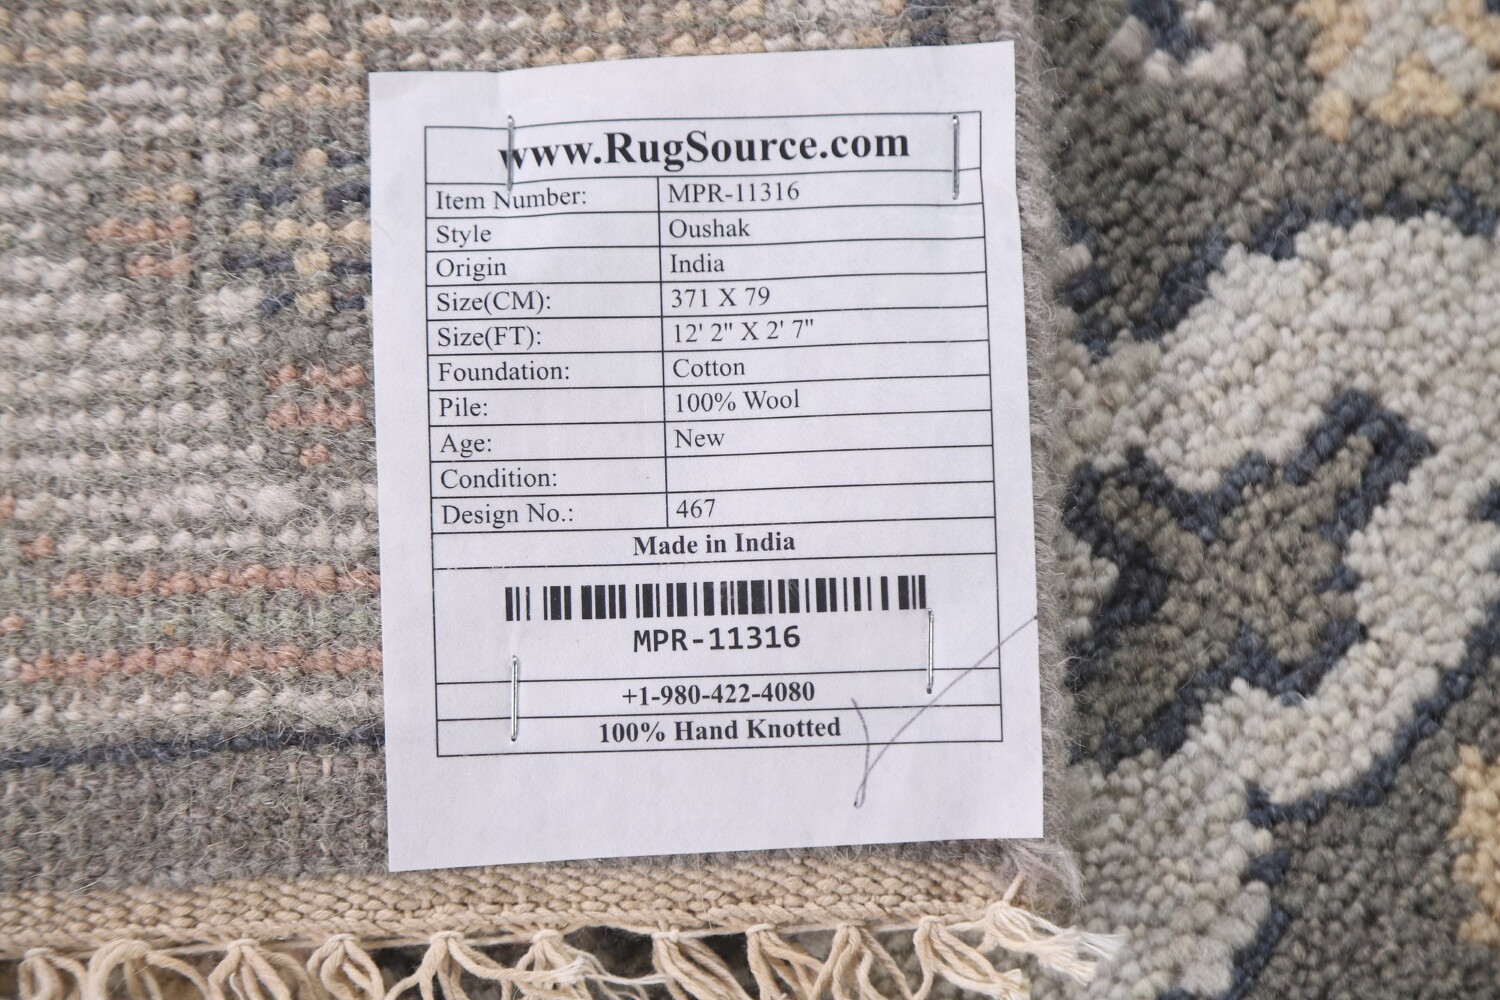 www.RugSource.com
Item Number: MPR-11316
Style Oushak
Origin India
Size(CM): 371 X 79
Size(FT): 12' 2" X 2' 7"
Foundation: Cotton
Pile: 100% Wool
Age: New
Condition:
Design No.: 467
Made in India
MPR-11316
+1-980-422-4080
100% Hand Knotted